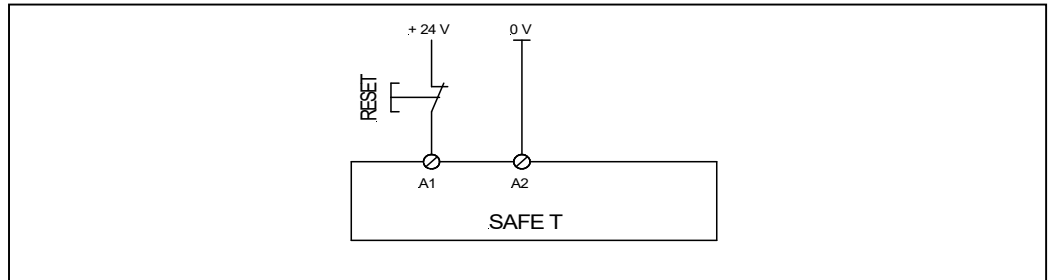 + 24 V
0 V
RESET
A1
A2
SAFE T